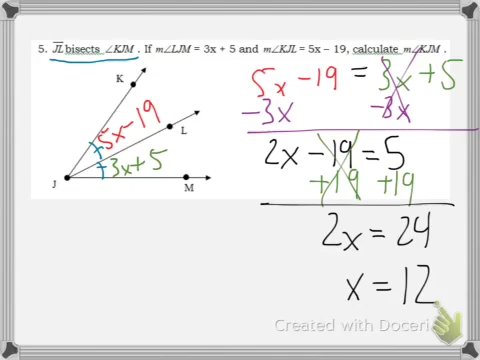 5. JL bisects ∠KJM. If m∠LJM = 3x + 5 and m∠KJL = 5x − 19, calculate m∠KJM.
K
L
J
M
5x−19
3x+5
5x −19 = 3x +5
−3x −3x
2x −19 = 5
+19 +19
2x = 24
x = 12
Created with Doceri